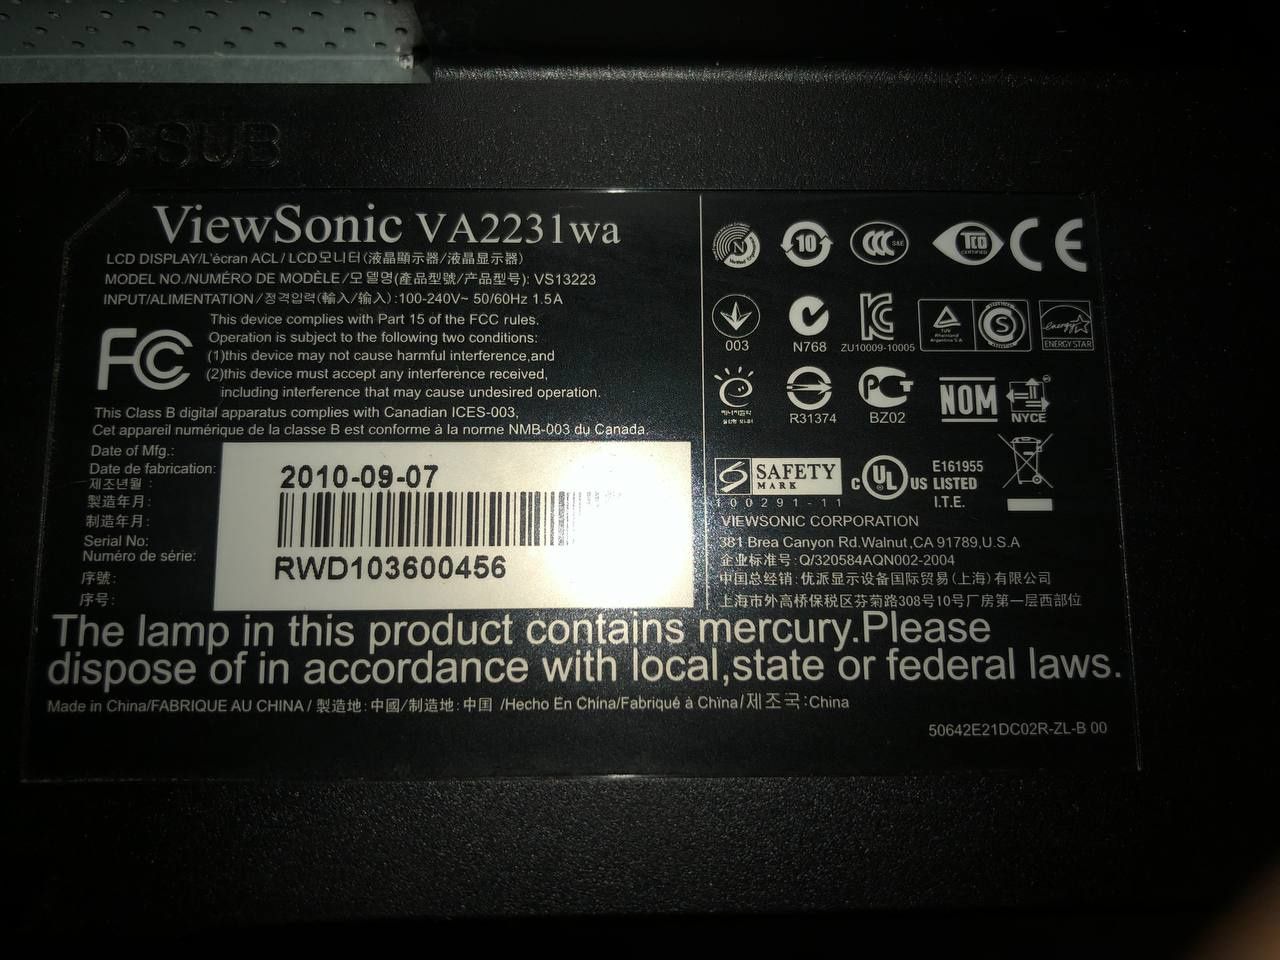 D-SUB
ViewSonic VA2231wa
LCD DISPLAY/L'écran ACL/LCD모니터(液晶顯示器/液晶显示器)
MODEL NO./NUMÉRO DE MODÈLE/모델명(產品型號/产品型号): VS13223
INPUT/ALIMENTATION/정격입력(輸入/输入):100-240V~ 50/60Hz 1.5A
FC
This device complies with Part 15 of the FCC rules.
Operation is subject to the following two conditions:
(1)this device may not cause harmful interference,and
(2)this device must accept any interference received,
including interference that may cause undesired operation.
This Class B digital apparatus complies with Canadian ICES-003,
Cet appareil numérique de la classe B est conforme à la norme NMB-003 du Canada.
Date of Mfg.:
Date de fabrication:
제조년월 :
製造年月:
制造年月:
2010-09-07
Serial No:
Numéro de série:
序號:
序号:
RWD103600456
N
10
CCC S&E
TCO CERTIFIED
CE
003
N768
ZU10009-10005
TÜV Rheinland Argentina S.A.
S
energy
ENERGY STAR
R31374
PCT
BZ02
NOM
NYCE
S SAFETY MARK
100291-11
c UL US LISTED
E161955
I.T.E.
VIEWSONIC CORPORATION
381 Brea Canyon Rd.Walnut,CA 91789,U.S.A
企业标准号: Q/320584AQN002-2004
中国总经销: 优派显示设备国际贸易(上海)有限公司
上海市外高桥保税区芬菊路308号10号厂房第一层西部位
The lamp in this product contains mercury.Please
dispose of in accordance with local,state or federal laws.
Made in China/FABRIQUE AU CHINA / 製造地: 中國/制造地: 中国 /Hecho En China/Fabriqué à China/제조국:China
50642E21DC02R-ZL-B 00